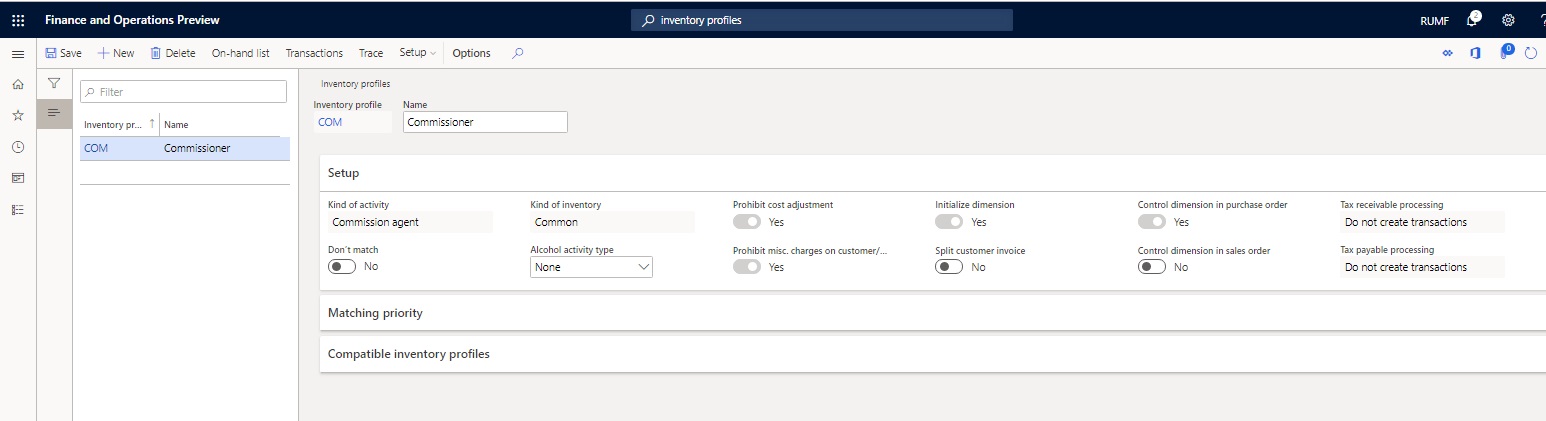 Finance and Operations Preview
inventory profiles
RUMF
2
?
Save
New
Delete
On-hand list
Transactions
Trace
Setup
Options
0
Filter
Inventory pr...
Name
COM
Commissioner
Inventory profiles
Inventory profile
Name
COM
Commissioner
Setup
Kind of activity
Commission agent
Don't match
No
Kind of inventory
Common
Alcohol activity type
None
Prohibit cost adjustment
Yes
Prohibit misc. charges on customer/...
Yes
Initialize dimension
Yes
Split customer invoice
No
Control dimension in purchase order
Yes
Control dimension in sales order
No
Tax receivable processing
Do not create transactions
Tax payable processing
Do not create transactions
Matching priority
Compatible inventory profiles